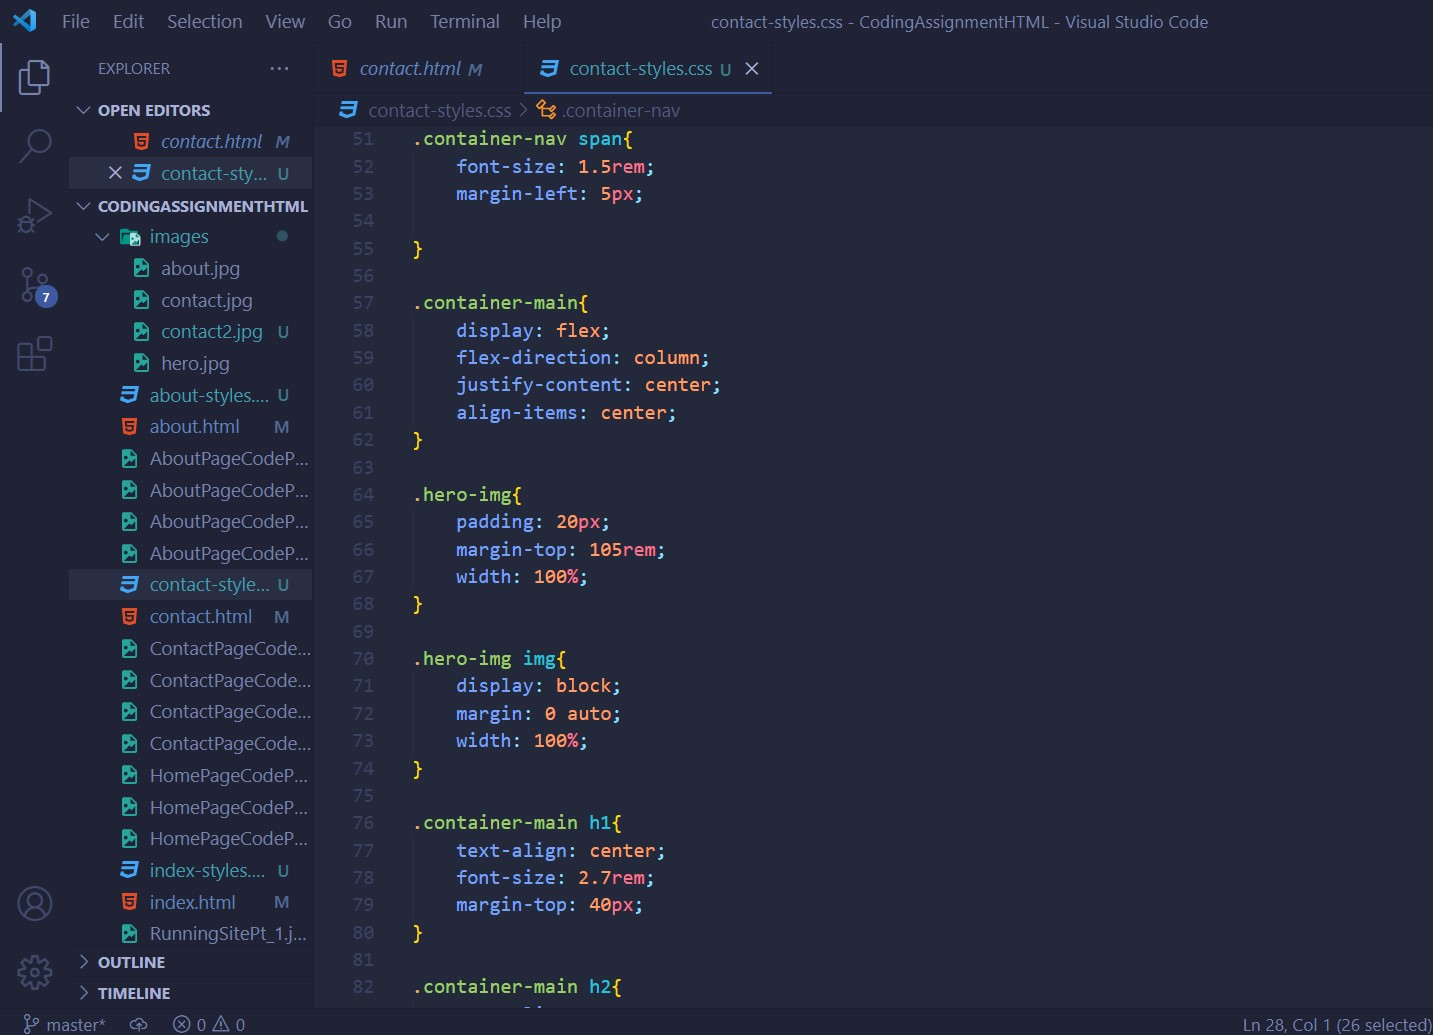 File Edit Selection View Go Run Terminal Help contact-styles.css - CodingAssignmentHTML - Visual Studio Code
EXPLORER ...
OPEN EDITORS
contact.html M
contact-sty... U
CODINGASSIGNMENTHTML
images
about.jpg
contact.jpg
contact2.jpg U
hero.jpg
about-styles.... U
about.html M
AboutPageCodeP...
AboutPageCodeP...
AboutPageCodeP...
AboutPageCodeP...
contact-style... U
contact.html M
ContactPageCode...
ContactPageCode...
ContactPageCode...
ContactPageCode...
HomePageCodeP...
HomePageCodeP...
HomePageCodeP...
index-styles.... U
index.html M
RunningSitePt_1.j...
OUTLINE
TIMELINE
7
contact.html M contact-styles.css U
contact-styles.css > .container-nav
51 .container-nav span{
52 font-size: 1.5rem;
53 margin-left: 5px;
54
55 }
56
57 .container-main{
58 display: flex;
59 flex-direction: column;
60 justify-content: center;
61 align-items: center;
62 }
63
64 .hero-img{
65 padding: 20px;
66 margin-top: 105rem;
67 width: 100%;
68 }
69
70 .hero-img img{
71 display: block;
72 margin: 0 auto;
73 width: 100%;
74 }
75
76 .container-main h1{
77 text-align: center;
78 font-size: 2.7rem;
79 margin-top: 40px;
80 }
81
82 .container-main h2{
master* 0 0 Ln 28, Col 1 (26 selected)